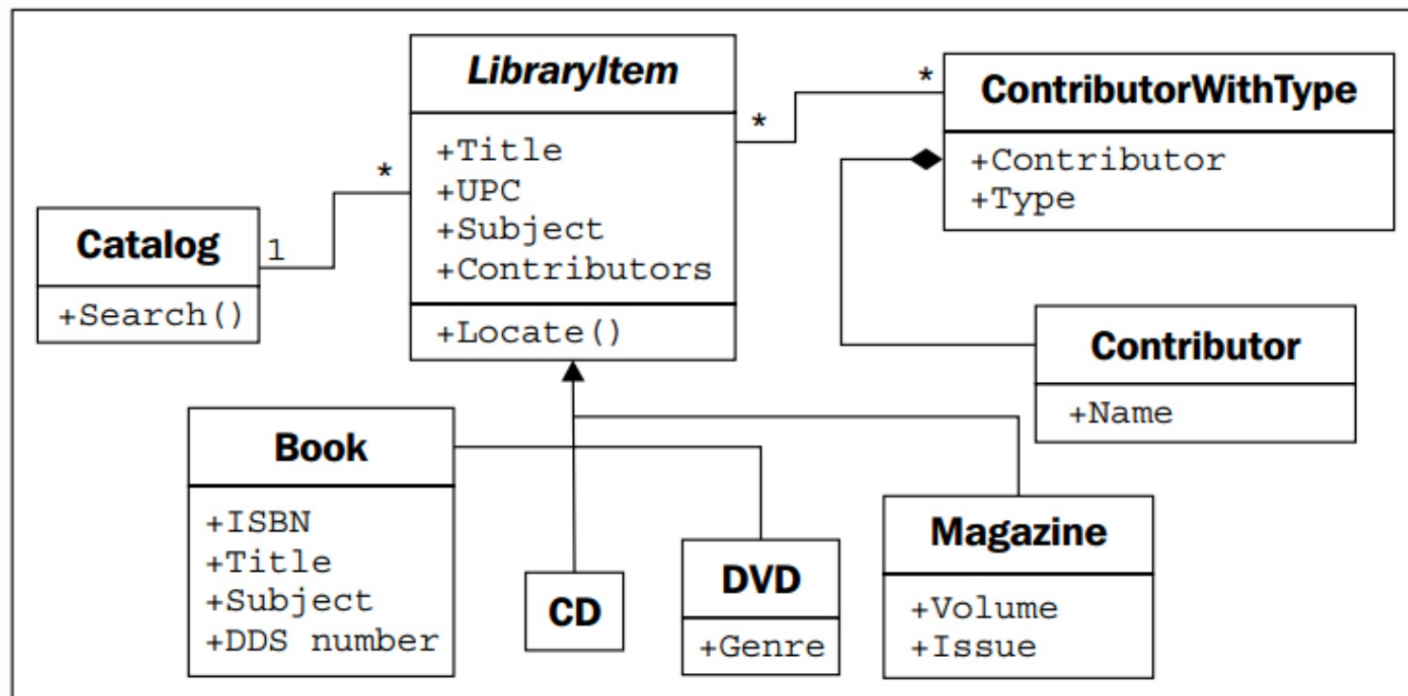 LibraryItem
+Title
+UPC
+Subject
+Contributors
+Locate()
*
*
ContributorWithType
+Contributor
+Type
*
1
Catalog
+Search()
Contributor
+Name
Book
+ISBN
+Title
+Subject
+DDS number
CD
DVD
+Genre
Magazine
+Volume
+Issue